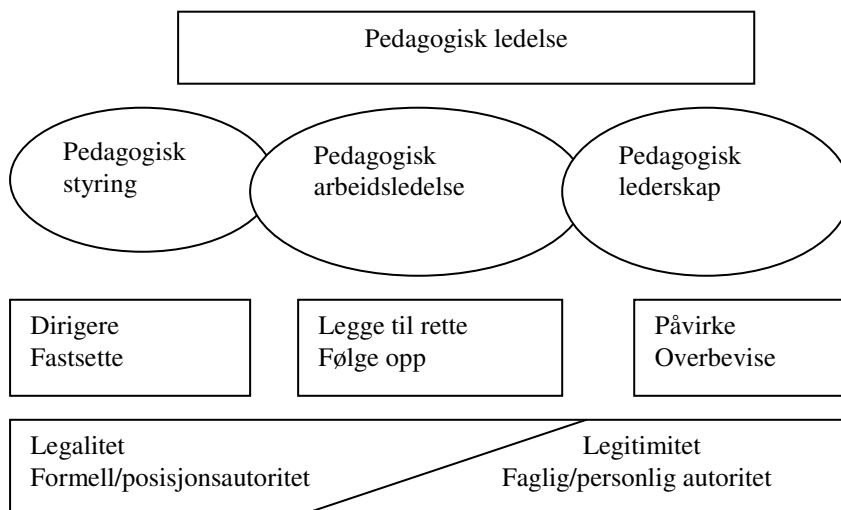 Pedagogisk ledelse
Pedagogisk
styring
Pedagogisk
arbeidsledelse
Pedagogisk
lederskap
Dirigere
Fastsette
Legge til rette
Følge opp
Påvirke
Overbevise
Legalitet
Formell/posisjonsautoritet
Legitimitet
Faglig/personlig autoritet